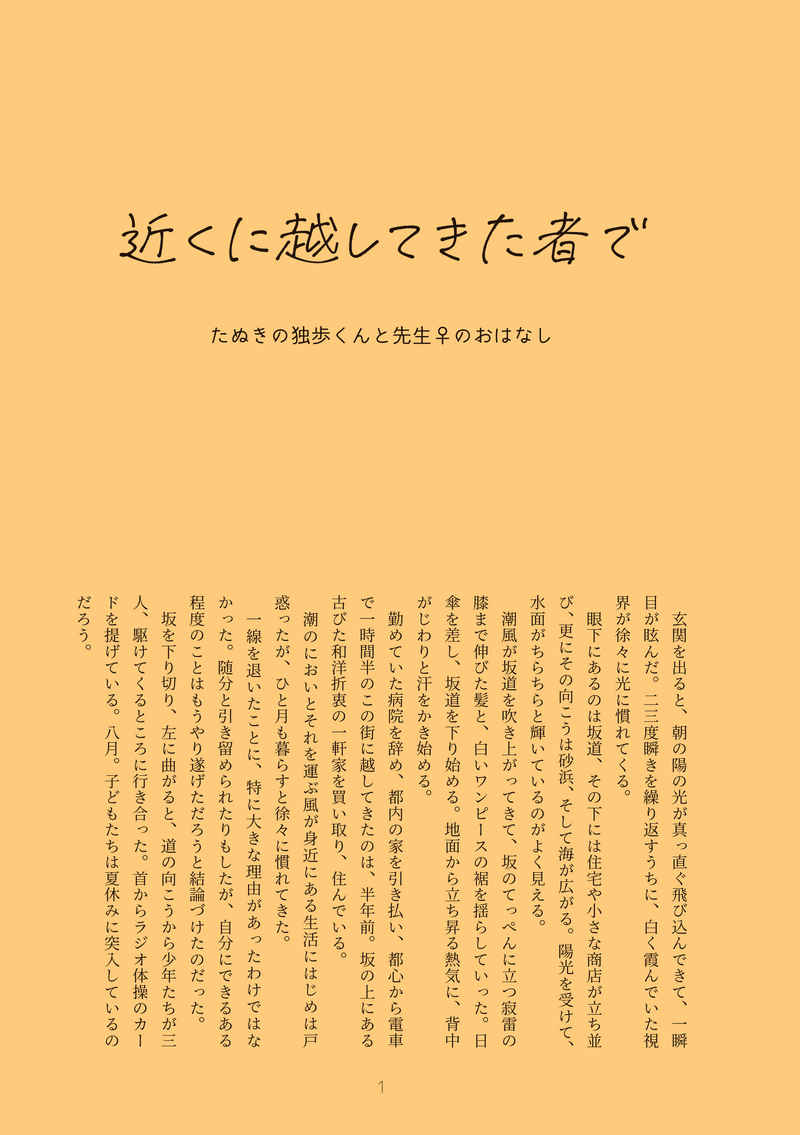 近くに越してきた者で
たぬきの独歩くんと先生♀のおはなし
玄関を出ると、朝の陽の光が真っ直ぐ飛び込んできて、一瞬
目が眩んだ。二三度瞬きを繰り返すうちに、白く霞んでいた視
界が徐々に光に慣れてくる。
眼下にあるのは坂道、その下には住宅や小さな商店が立ち並
び、更にその向こうは砂浜、そして海が広がる。陽光を受けて、
水面がちらちらと輝いているのがよく見える。
潮風が坂道を吹き上がってきて、坂のてっぺんに立つ寂雷の
膝まで伸びた髪と、白いワンピースの裾を揺らしていった。日
傘を差し、坂道を下り始める。地面から立ち昇る熱気に、背中
がじわりと汗をかき始める。
勤めていた病院を辞め、都内の家を引き払い、都心から電車
で一時間半のこの街に越してきたのは、半年前。坂の上にある
古びた和洋折衷の一軒家を買い取り、住んでいる。
潮のにおいとそれを運ぶ風が身近にある生活にはじめは戸
惑ったが、ひと月も暮らすと徐々に慣れてきた。
一線を退いたことに、特に大きな理由があったわけではな
かった。随分と引き留められたりもしたが、自分にできるある
程度のことはもうやり遂げただろうと結論づけたのだった。
坂を下り切り、左に曲がると、道の向こうから少年たちが三
人、駆けてくるところに行き合った。首からラジオ体操のカー
ドを提げている。八月。子どもたちは夏休みに突入しているの
だろう。
1